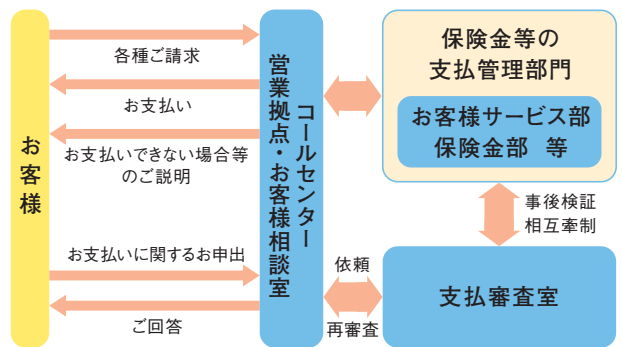 お客様
各種ご請求
お支払い
お支払いできない場合等
のご説明
お支払いに関するお申出
ご回答
コールセンター
営業拠点・お客様相談室
保険金等の
支払管理部門
お客様サービス部
保険金部 等
事後検証
相互牽制
依頼
再審査
支払審査室